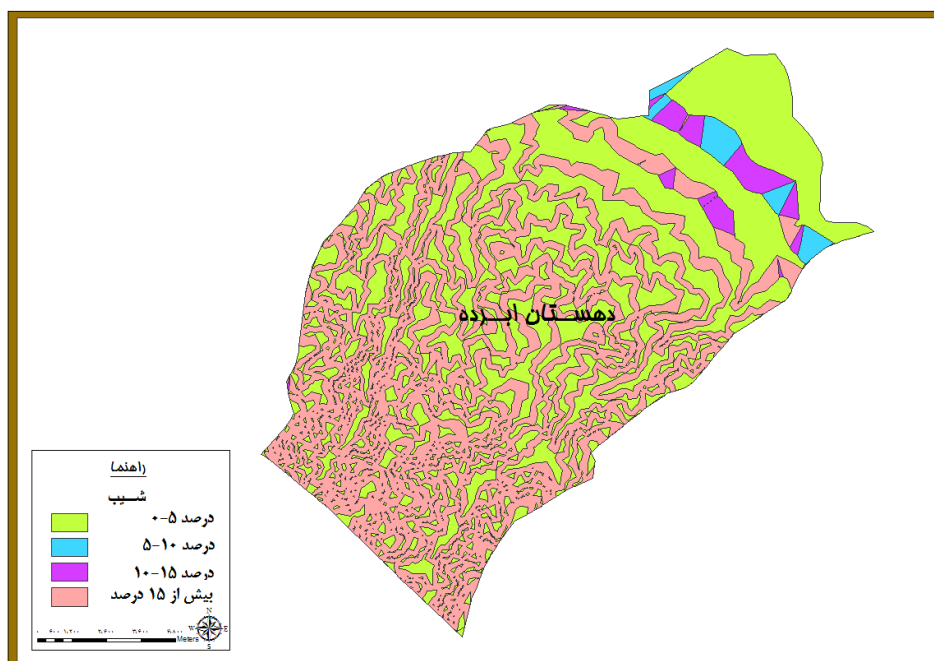 دهستان ابرده
راهنما
شیب
۰-۵ درصد
۵-۱۰ درصد
۱۰-۱۵ درصد
بیش از ۱۵ درصد
N
W E
S
Meters